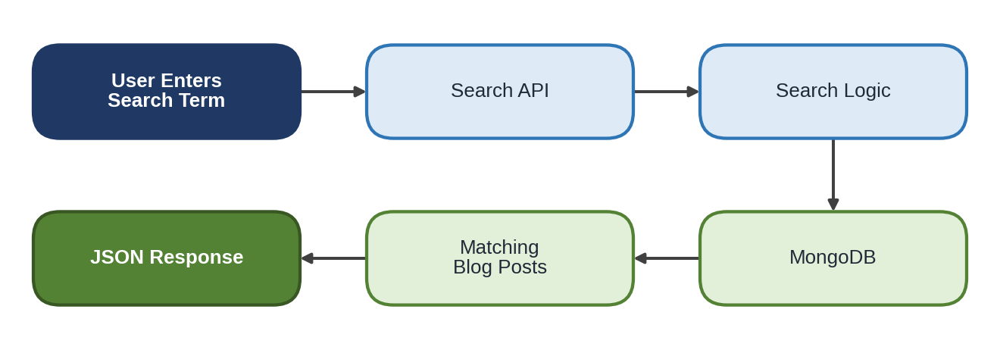 User Enters
Search Term
Search API
Search Logic
JSON Response
Matching
Blog Posts
MongoDB